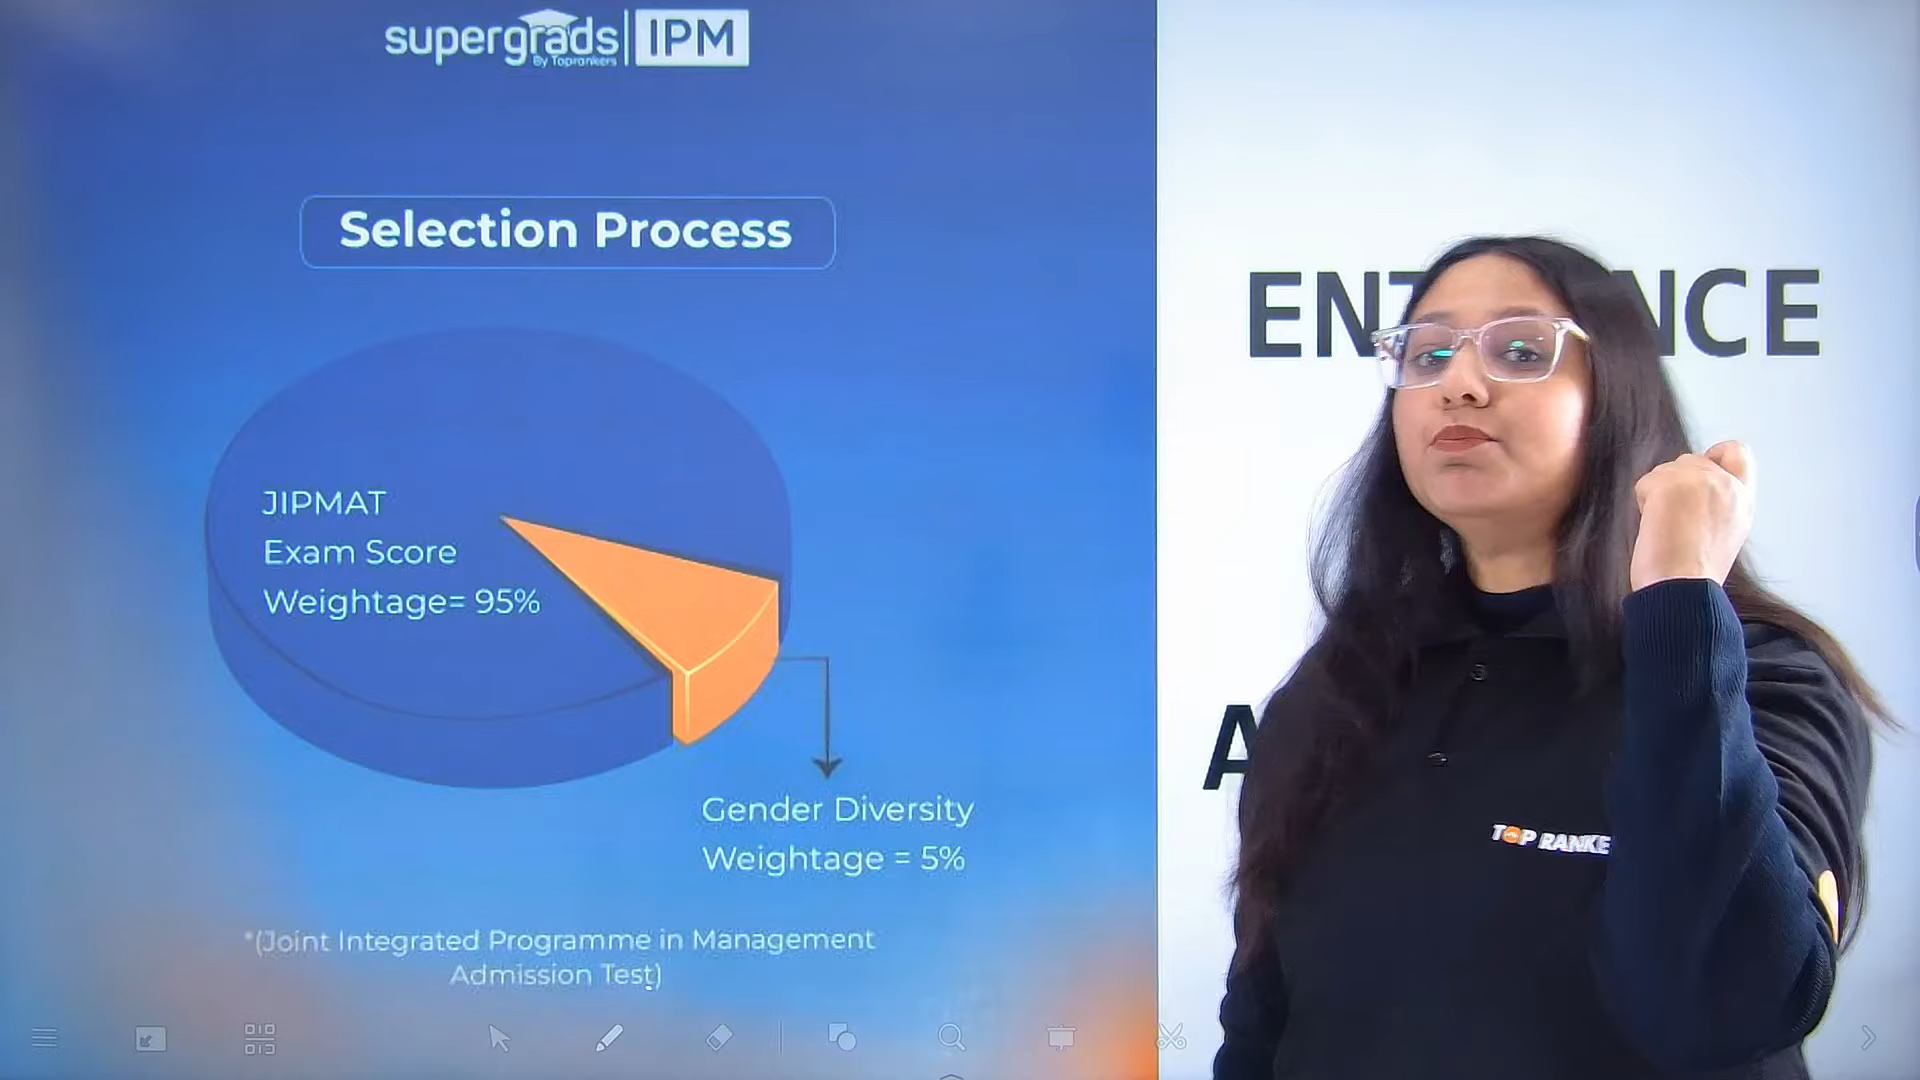 supergrads IPM
By Toprankers
Selection Process
JIPMAT
Exam Score
Weightage= 95%
Gender Diversity
Weightage = 5%
*(Joint Integrated Programme in Management
Admission Test)